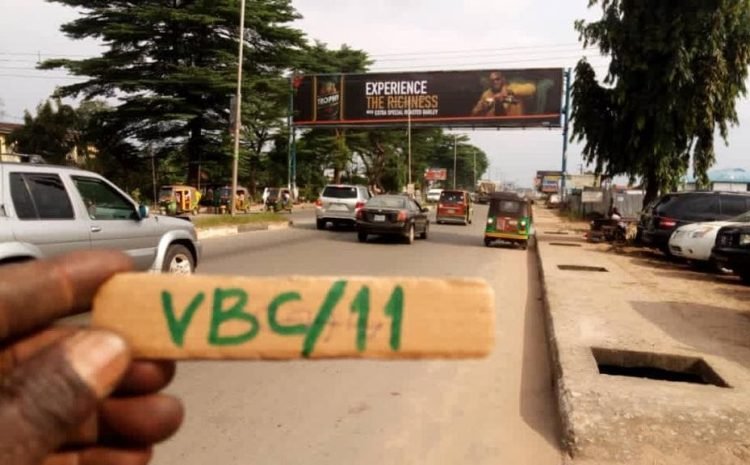 EXPERIENCE
THE RICHNESS
WITH EXTRA SPECIAL ROASTED BARLEY
TROPHY
VBC/11